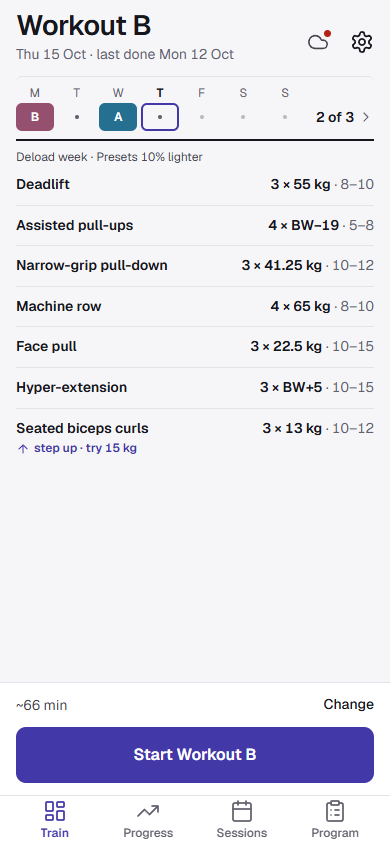 Workout B
Thu 15 Oct · last done Mon 12 Oct
M T W T F S S
B A 2 of 3
Deload week · Presets 10% lighter
Deadlift 3 × 55 kg · 8–10
Assisted pull-ups 4 × BW−19 · 5–8
Narrow-grip pull-down 3 × 41.25 kg · 10–12
Machine row 4 × 65 kg · 8–10
Face pull 3 × 22.5 kg · 10–15
Hyper-extension 3 × BW+5 · 10–15
Seated biceps curls 3 × 13 kg · 10–12
↑ step up · try 15 kg
~66 min Change
Start Workout B
Train Progress Sessions Program